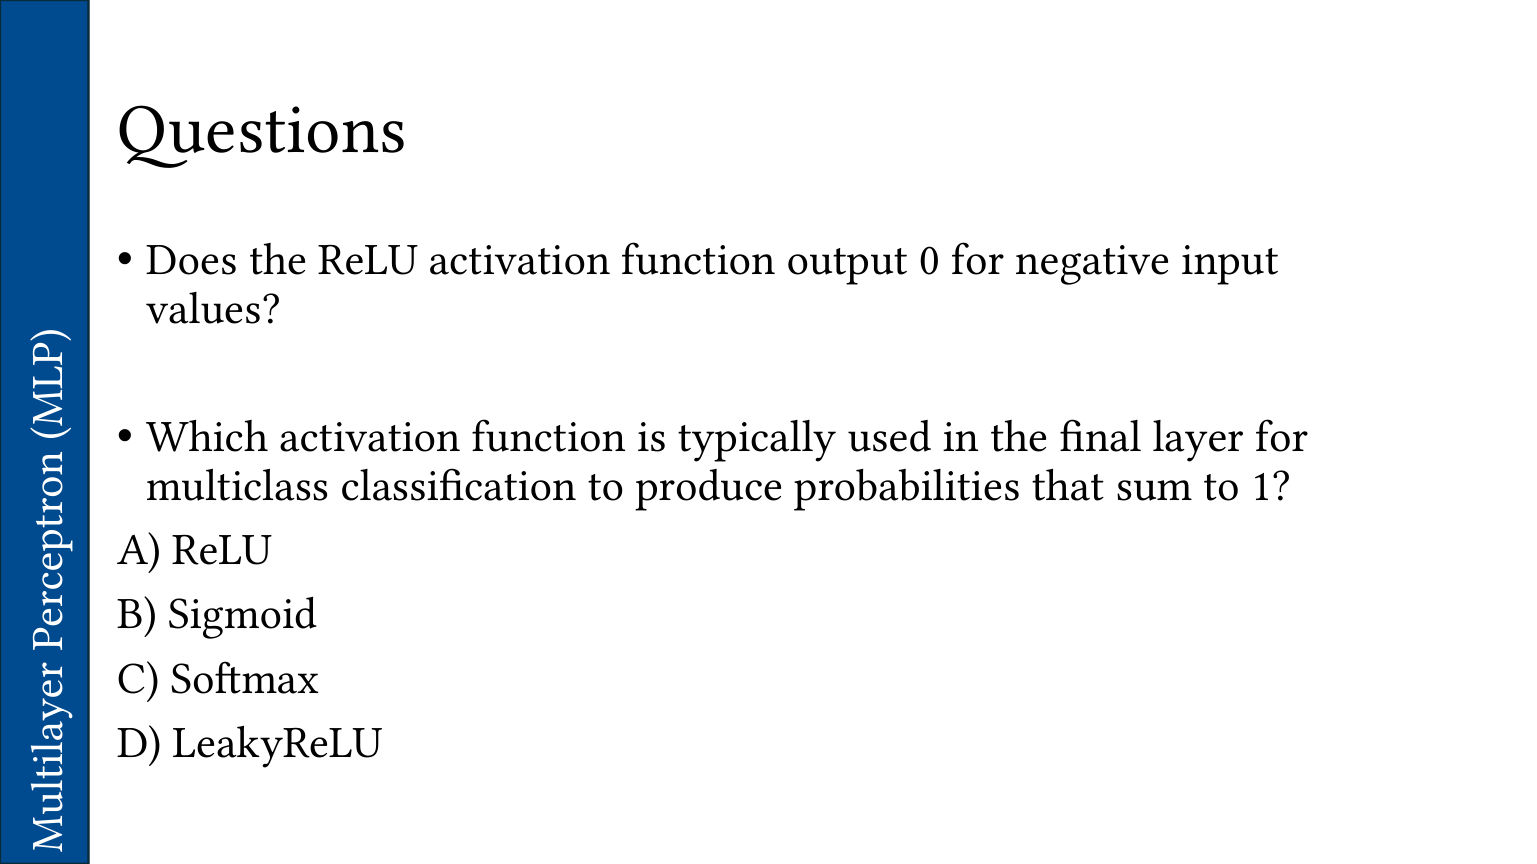 Multilayer Perceptron (MLP)
Questions
• Does the ReLU activation function output 0 for negative input
values?
• Which activation function is typically used in the final layer for
multiclass classification to produce probabilities that sum to 1?
A) ReLU
B) Sigmoid
C) Softmax
D) LeakyReLU